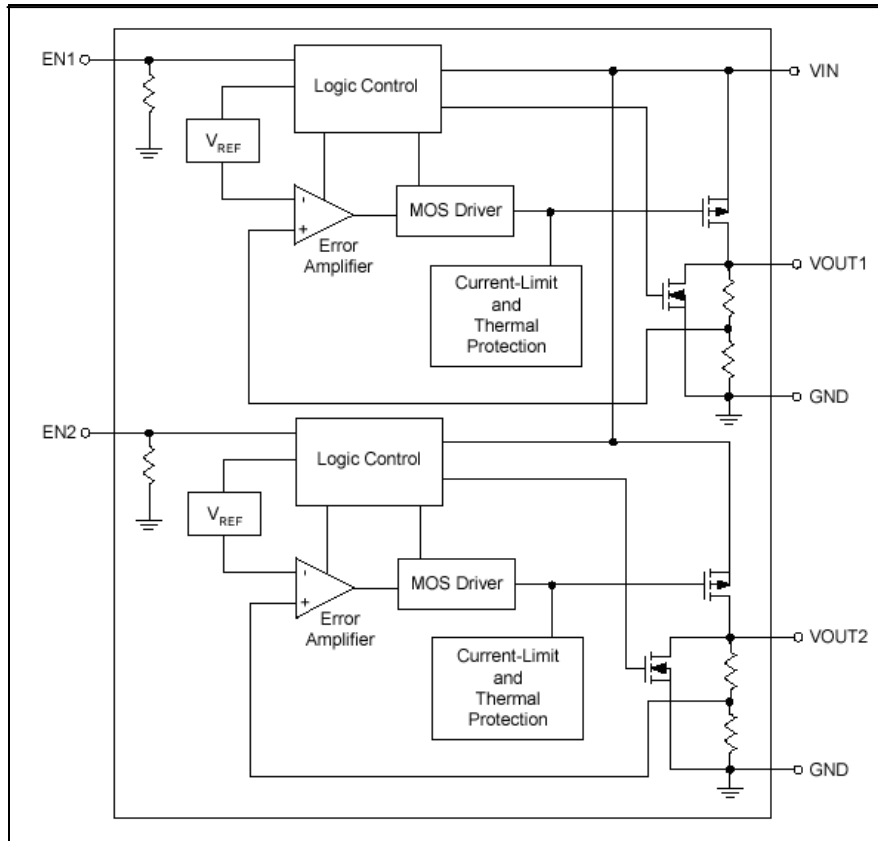 EN1
VIN
Logic Control
VREF
MOS Driver
-
+
Error
Amplifier
VOUT1
Current-Limit
and
Thermal
Protection
GND
EN2
Logic Control
VREF
MOS Driver
-
+
Error
Amplifier
VOUT2
Current-Limit
and
Thermal
Protection
GND